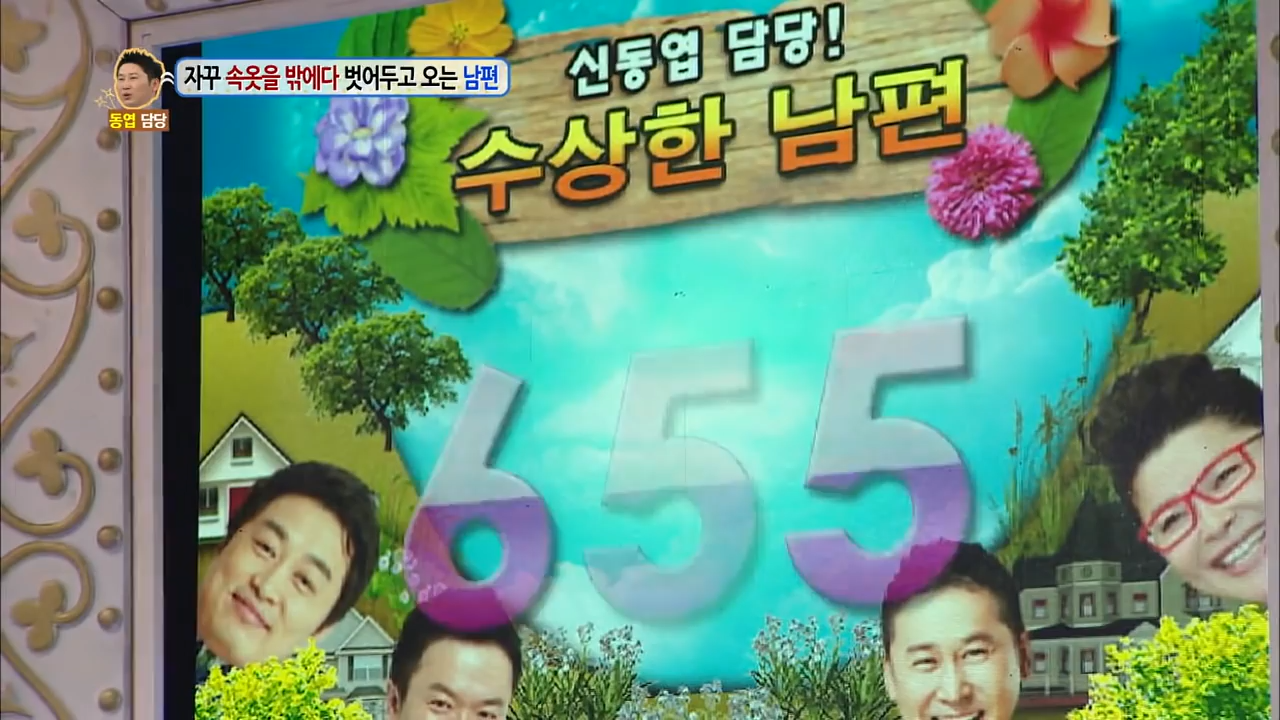 자꾸 속옷을 밖에다 벗어두고 오는 남편
동엽 담당
신동엽 담당!
수상한 남편
655